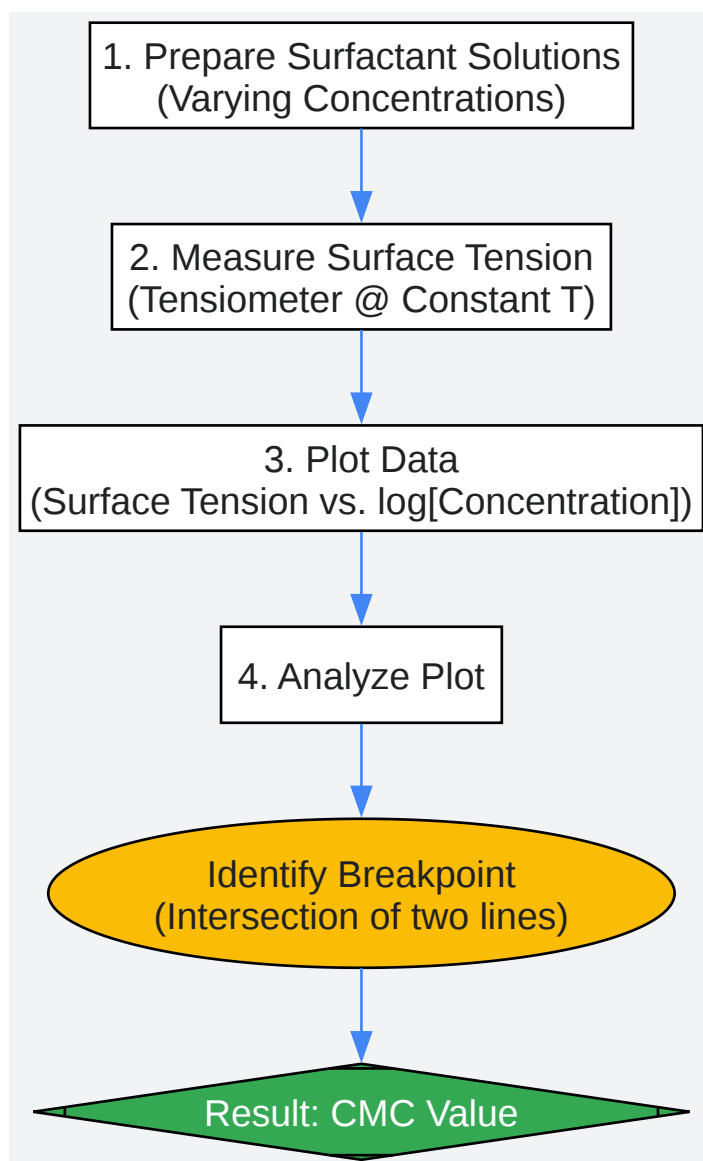 1. Prepare Surfactant Solutions
(Varying Concentrations)
2. Measure Surface Tension
(Tensiometer @ Constant T)
3. Plot Data
(Surface Tension vs. log[Concentration])
4. Analyze Plot
Identify Breakpoint
(Intersection of two lines)
Result: CMC Value